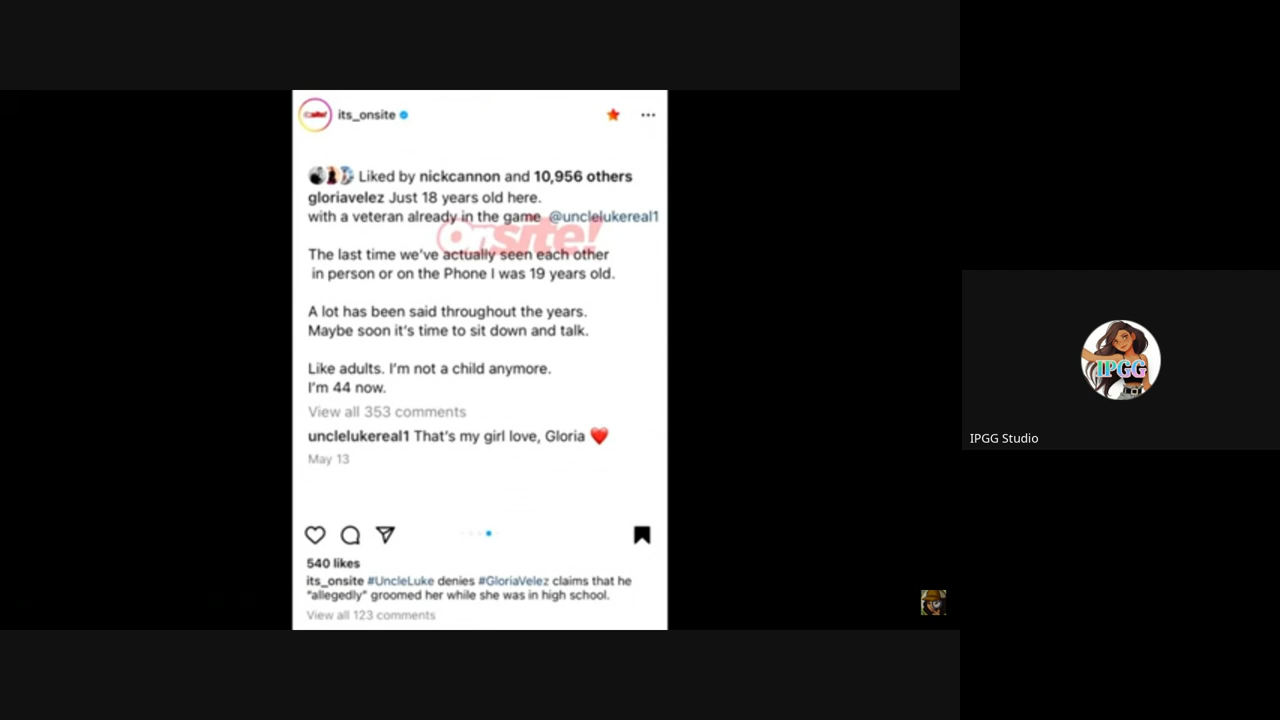 its_onsite
Liked by nickcannon and 10,956 others
gloriavelez Just 18 years old here.
with a veteran already in the game @unclelukereal1
Onsite!
The last time we've actually seen each other
in person or on the Phone I was 19 years old.
A lot has been said throughout the years.
Maybe soon it's time to sit down and talk.
Like adults. I'm not a child anymore.
I'm 44 now.
View all 353 comments
unclelukereal1 That's my girl love, Gloria ❤️
May 13
540 likes
its_onsite #UncleLuke denies #GloriaVelez claims that he
"allegedly" groomed her while she was in high school.
View all 123 comments
IPGG
IPGG Studio